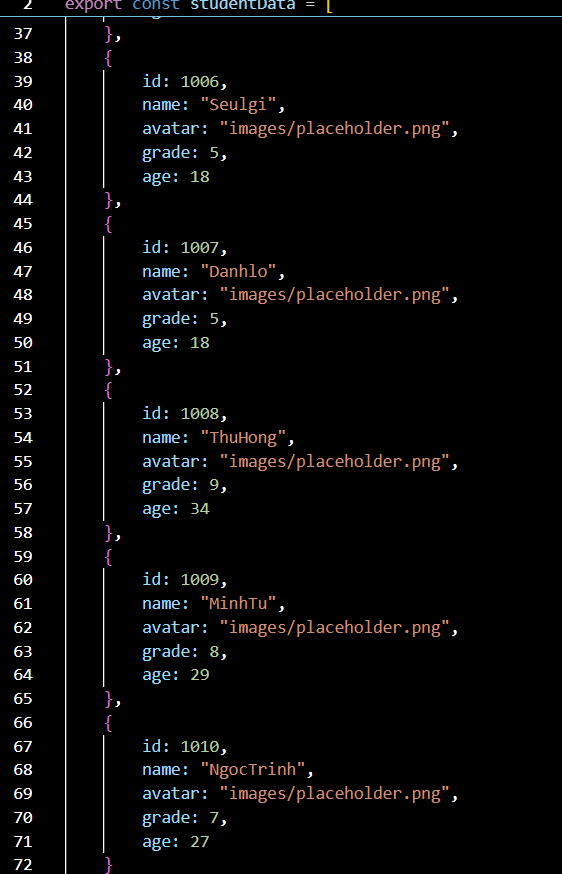 2 export const studentData = [
37 },
38 {
39 id: 1006,
40 name: "Seulgi",
41 avatar: "images/placeholder.png",
42 grade: 5,
43 age: 18
44 },
45 {
46 id: 1007,
47 name: "Danhlo",
48 avatar: "images/placeholder.png",
49 grade: 5,
50 age: 18
51 },
52 {
53 id: 1008,
54 name: "ThuHong",
55 avatar: "images/placeholder.png",
56 grade: 9,
57 age: 34
58 },
59 {
60 id: 1009,
61 name: "MinhTu",
62 avatar: "images/placeholder.png",
63 grade: 8,
64 age: 29
65 },
66 {
67 id: 1010,
68 name: "NgocTrinh",
69 avatar: "images/placeholder.png",
70 grade: 7,
71 age: 27
72 }